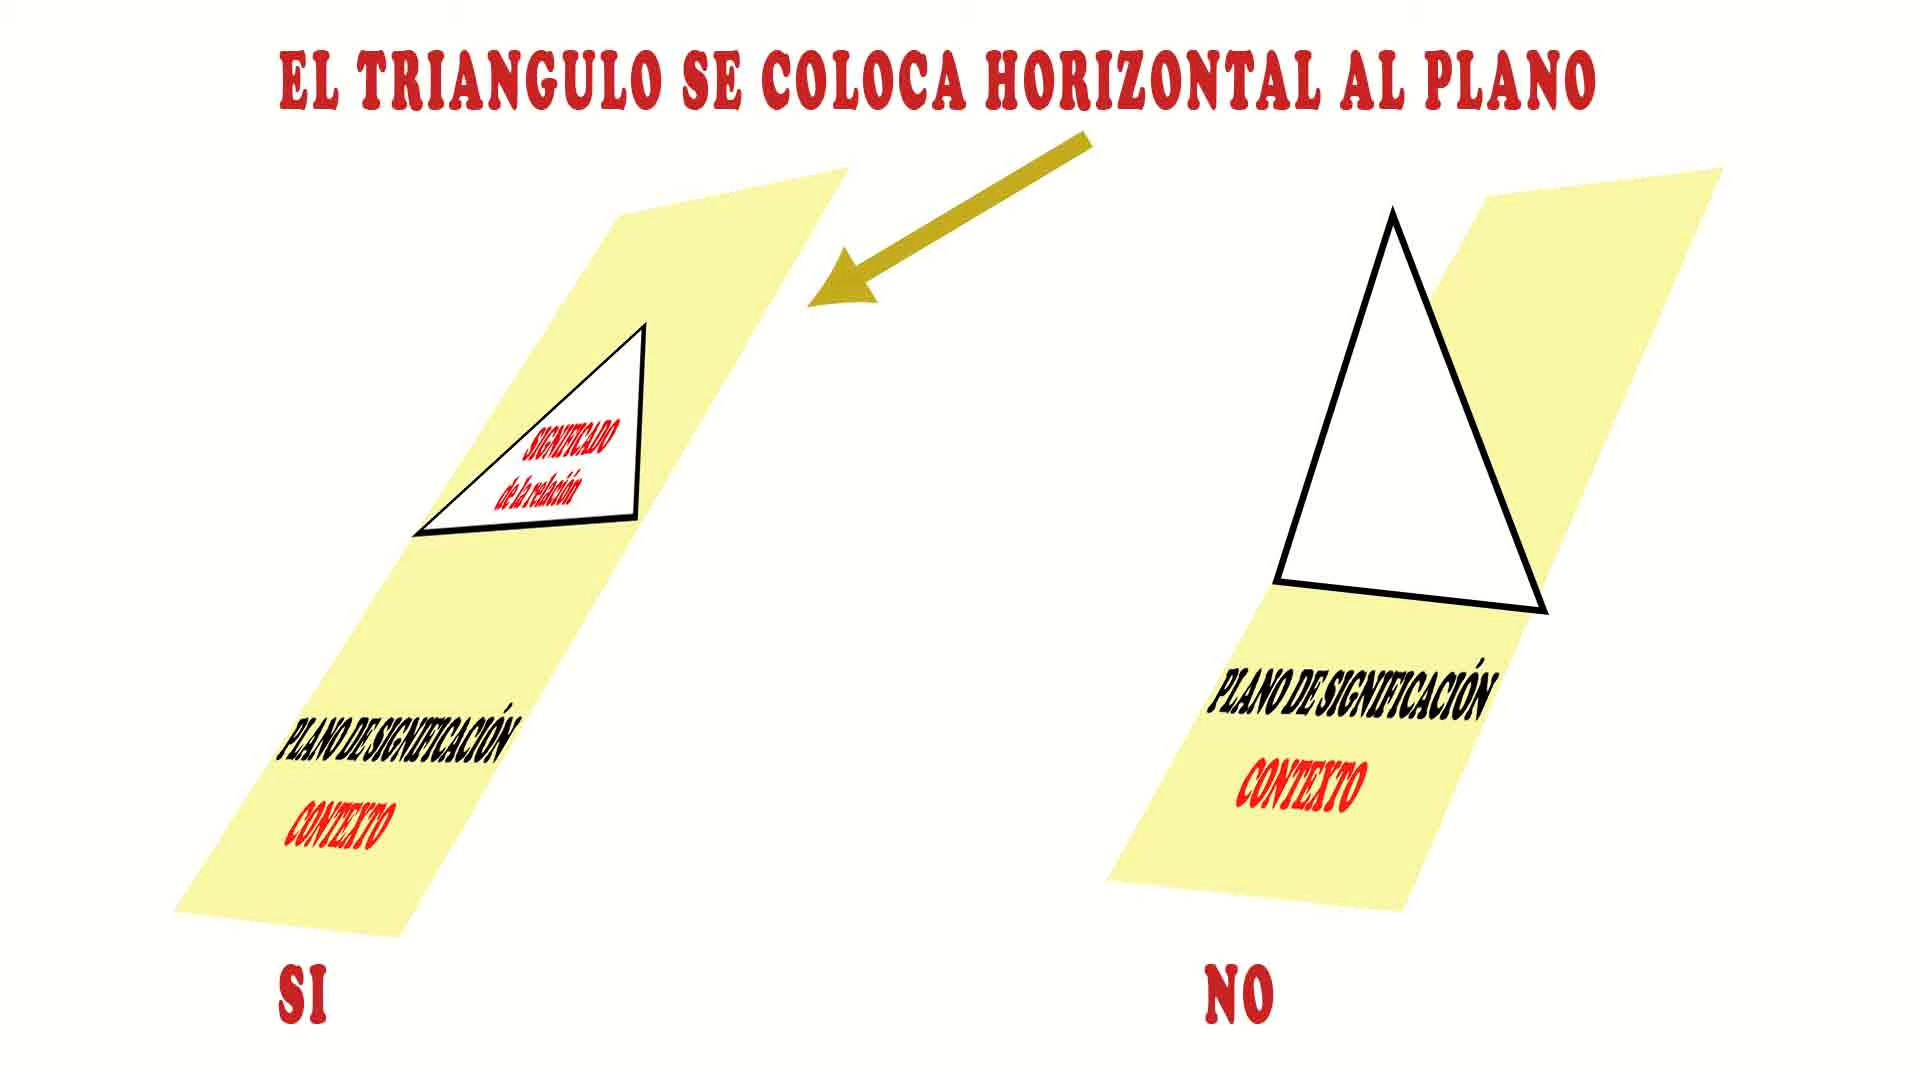 EL TRIANGULO SE COLOCA HORIZONTAL AL PLANO
SIGNIFICADO
de la relación
PLANO DE SIGNIFICACIÓN
CONTEXTO
SI
PLANO DE SIGNIFICACIÓN
CONTEXTO
NO